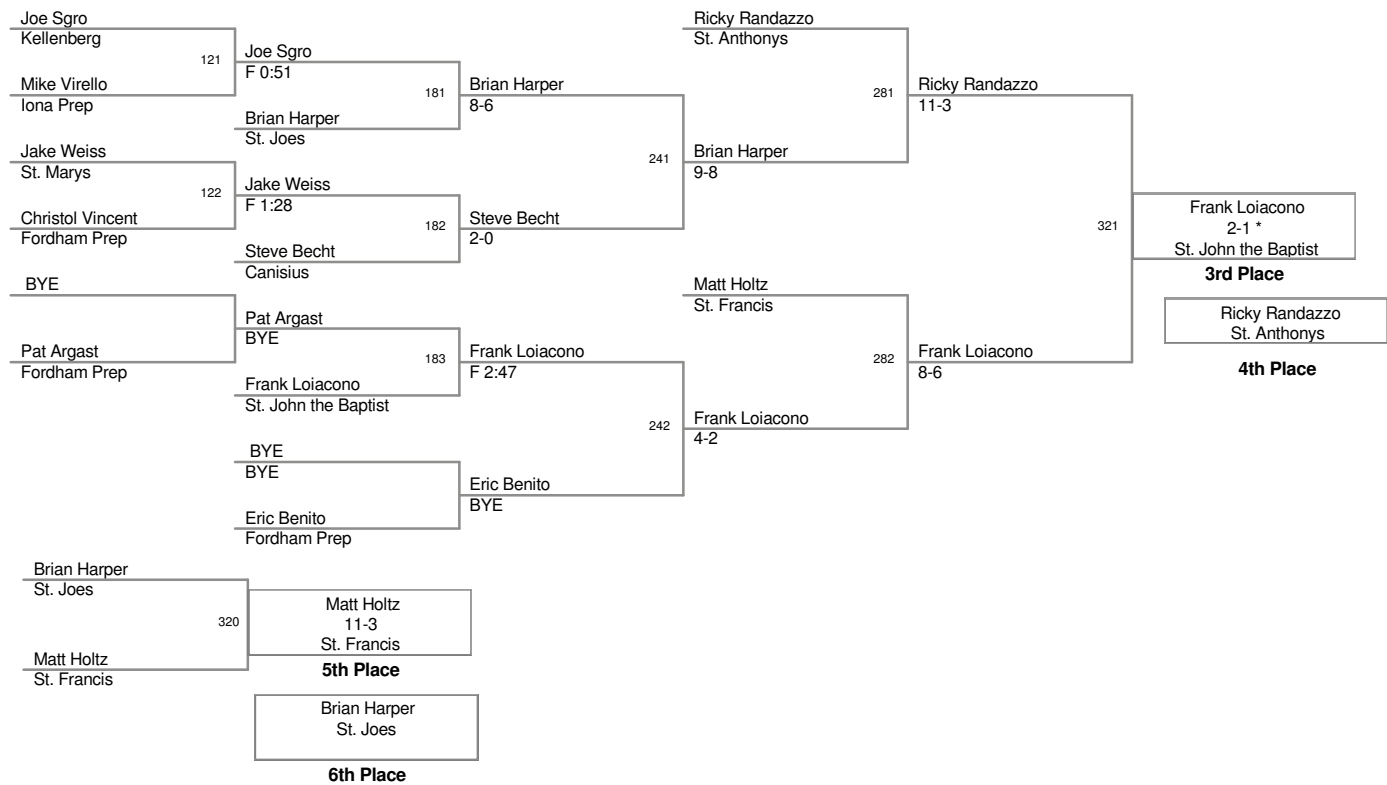 Joe Sgro
Kellenberg
121
Mike Virello
Iona Prep
Jake Weiss
St. Marys
122
Christol Vincent
Fordham Prep
BYE
Pat Argast
Fordham Prep
Joe Sgro
F 0:51
181
Brian Harper
St. Joes
Jake Weiss
F 1:28
182
Steve Becht
Canisius
Pat Argast
BYE
183
Frank Loiacono
St. John the Baptist
BYE
BYE
Eric Benito
Fordham Prep
Brian Harper
8-6
241
Steve Becht
2-0
Frank Loiacono
F 2:47
242
Eric Benito
BYE
Ricky Randazzo
St. Anthonys
281
Brian Harper
9-8
Matt Holtz
St. Francis
282
Frank Loiacono
4-2
Ricky Randazzo
11-3
321
Frank Loiacono
8-6
Frank Loiacono
2-1 *
St. John the Baptist
3rd Place
Ricky Randazzo
St. Anthonys
4th Place
Brian Harper
St. Joes
320
Matt Holtz
St. Francis
Matt Holtz
11-3
St. Francis
5th Place
Brian Harper
St. Joes
6th Place